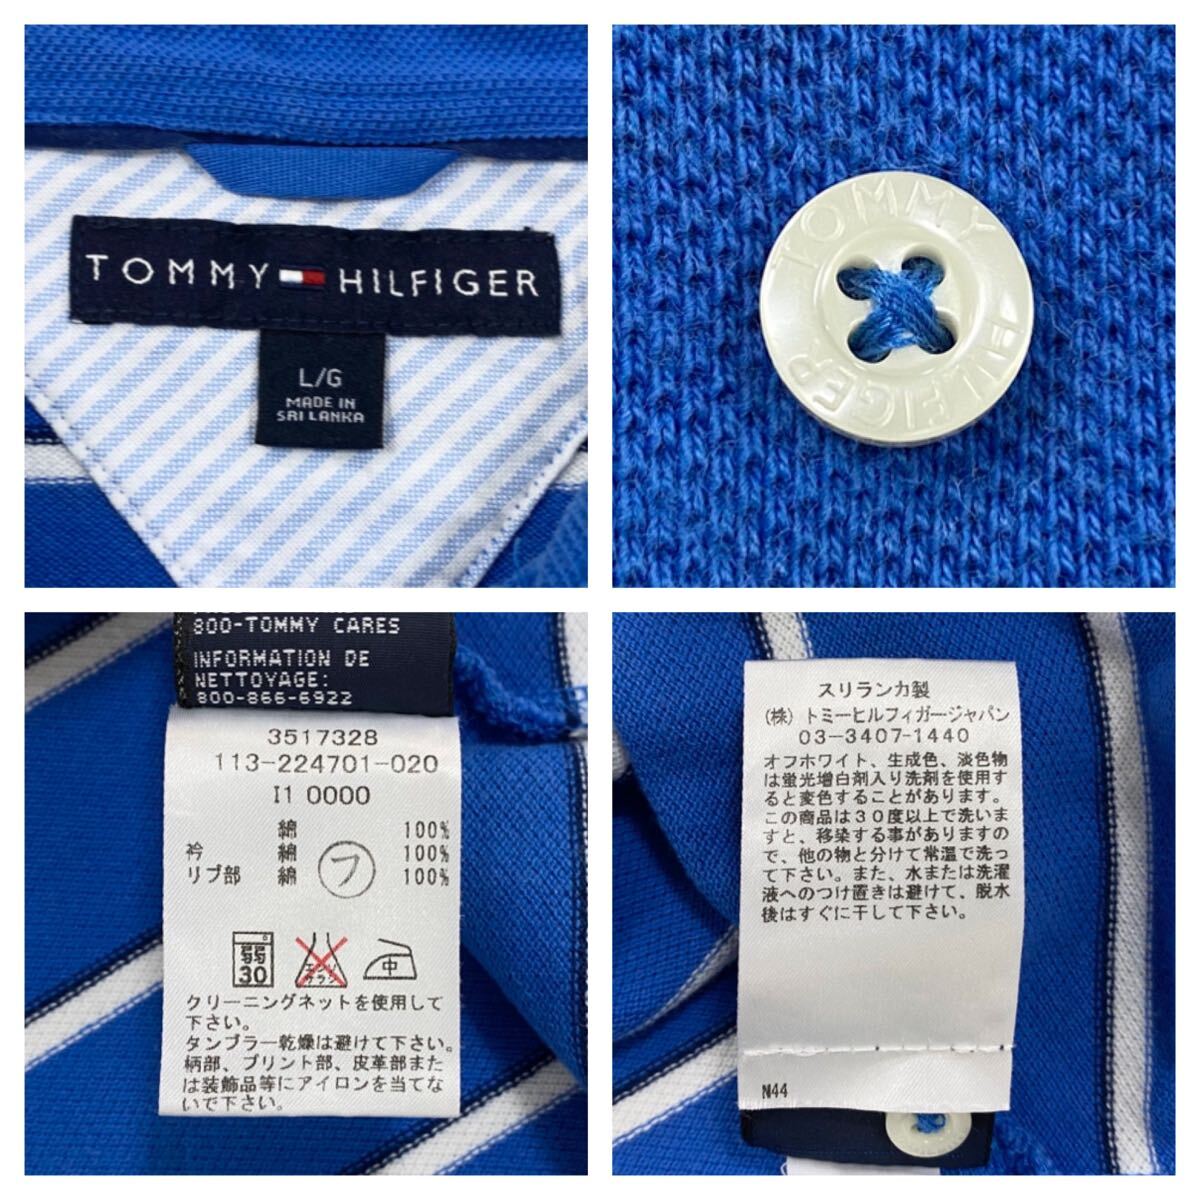 TOMMY HILFIGER
L/G
MADE IN
SRI LANKA
TOMMY HILFIGER
800-TOMMY CARES
INFORMATION DE
NETTOYAGE:
800-866-6922
3517328
113-224701-020
I1 0000
綿 100%
衿 綿 100%
リブ部 綿 100%
フ
弱
30
エンソ
サラシ
中
クリーニングネットを使用して
下さい。
タンブラー乾燥は避けて下さい。
柄部、プリント部、皮革部また
は装飾品等にアイロンを当てな
いで下さい。
スリランカ製
(株)トミーヒルフィガージャパン
03-3407-1440
オフホワイト、生成色、淡色物
は蛍光増白剤入り洗剤を使用す
ると変色することがあります。
この商品は30度以上で洗いま
すと、移染する事がありますの
で、他の物と分けて常温で洗っ
て下さい。また、水または洗濯
液へのつけ置きは避けて、脱水
後はすぐに干して下さい。
N44